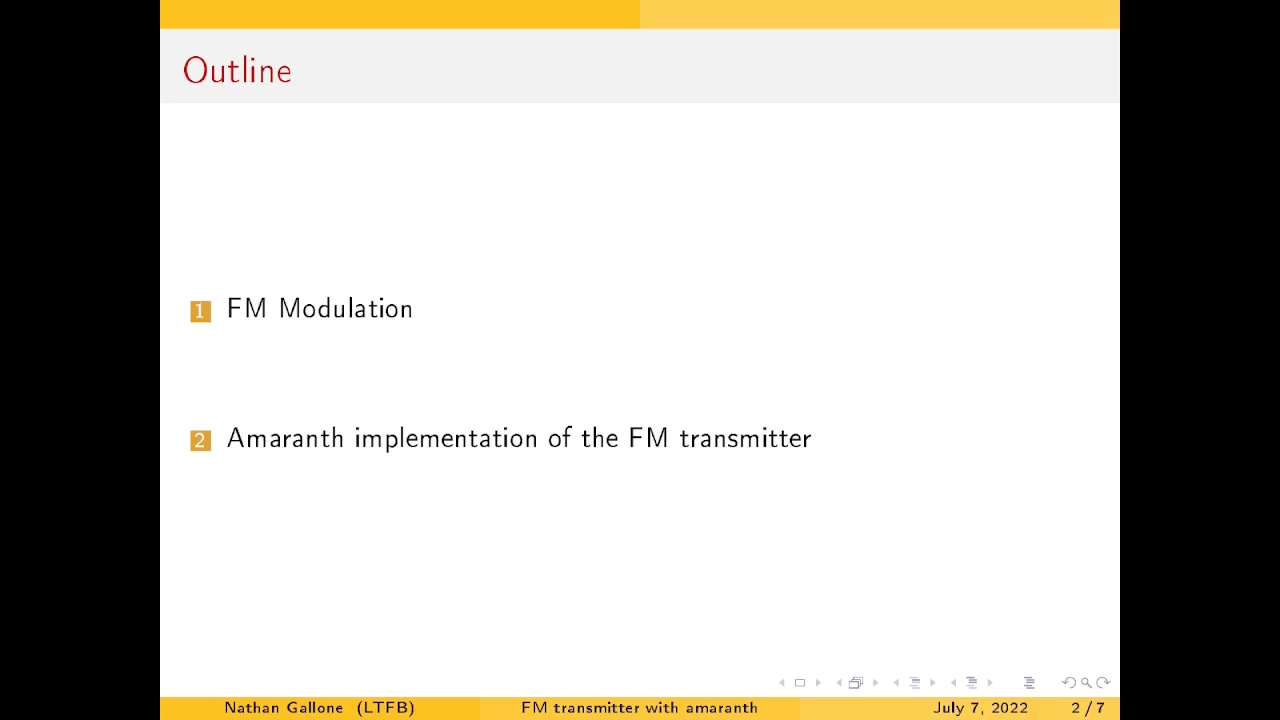 Outline
1 FM Modulation
2 Amaranth implementation of the FM transmitter
Nathan Gallone (LTFB) FM transmitter with amaranth July 7, 2022 2 / 7